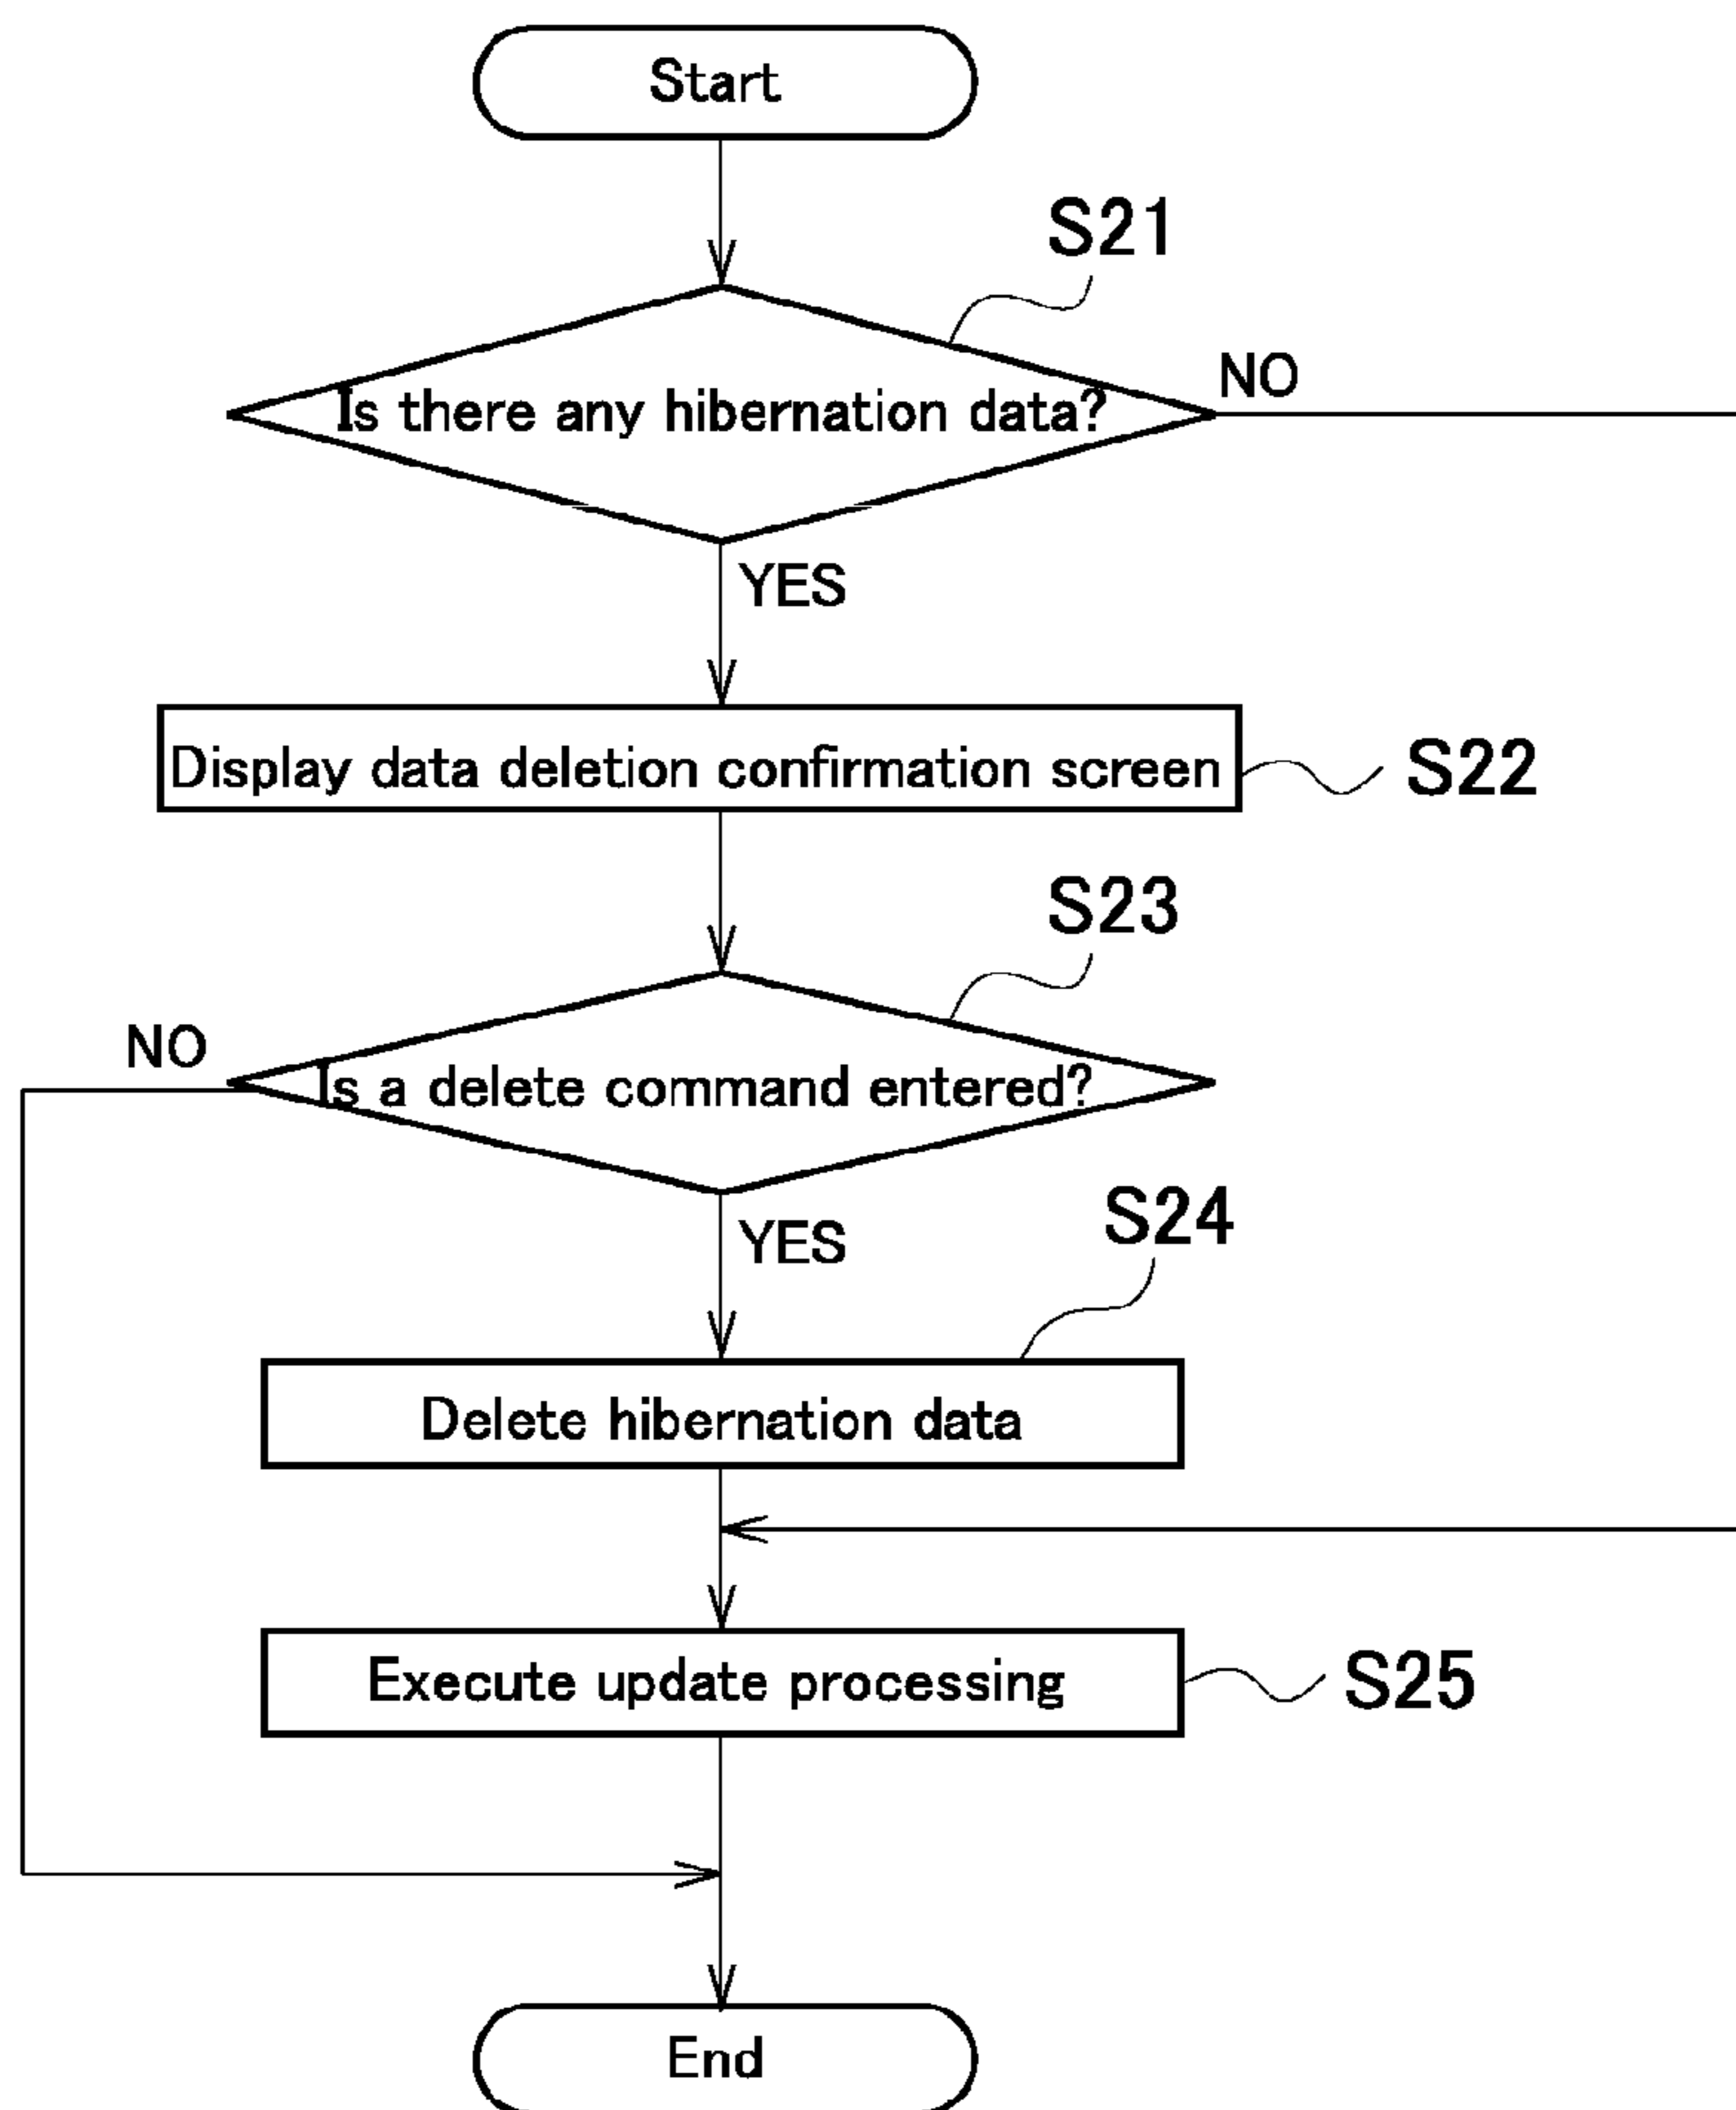 Start
S21
Is there any hibernation data?
NO
YES
Display data deletion confirmation screen
S22
S23
NO
Is a delete command entered?
YES
S24
Delete hibernation data
Execute update processing
S25
End